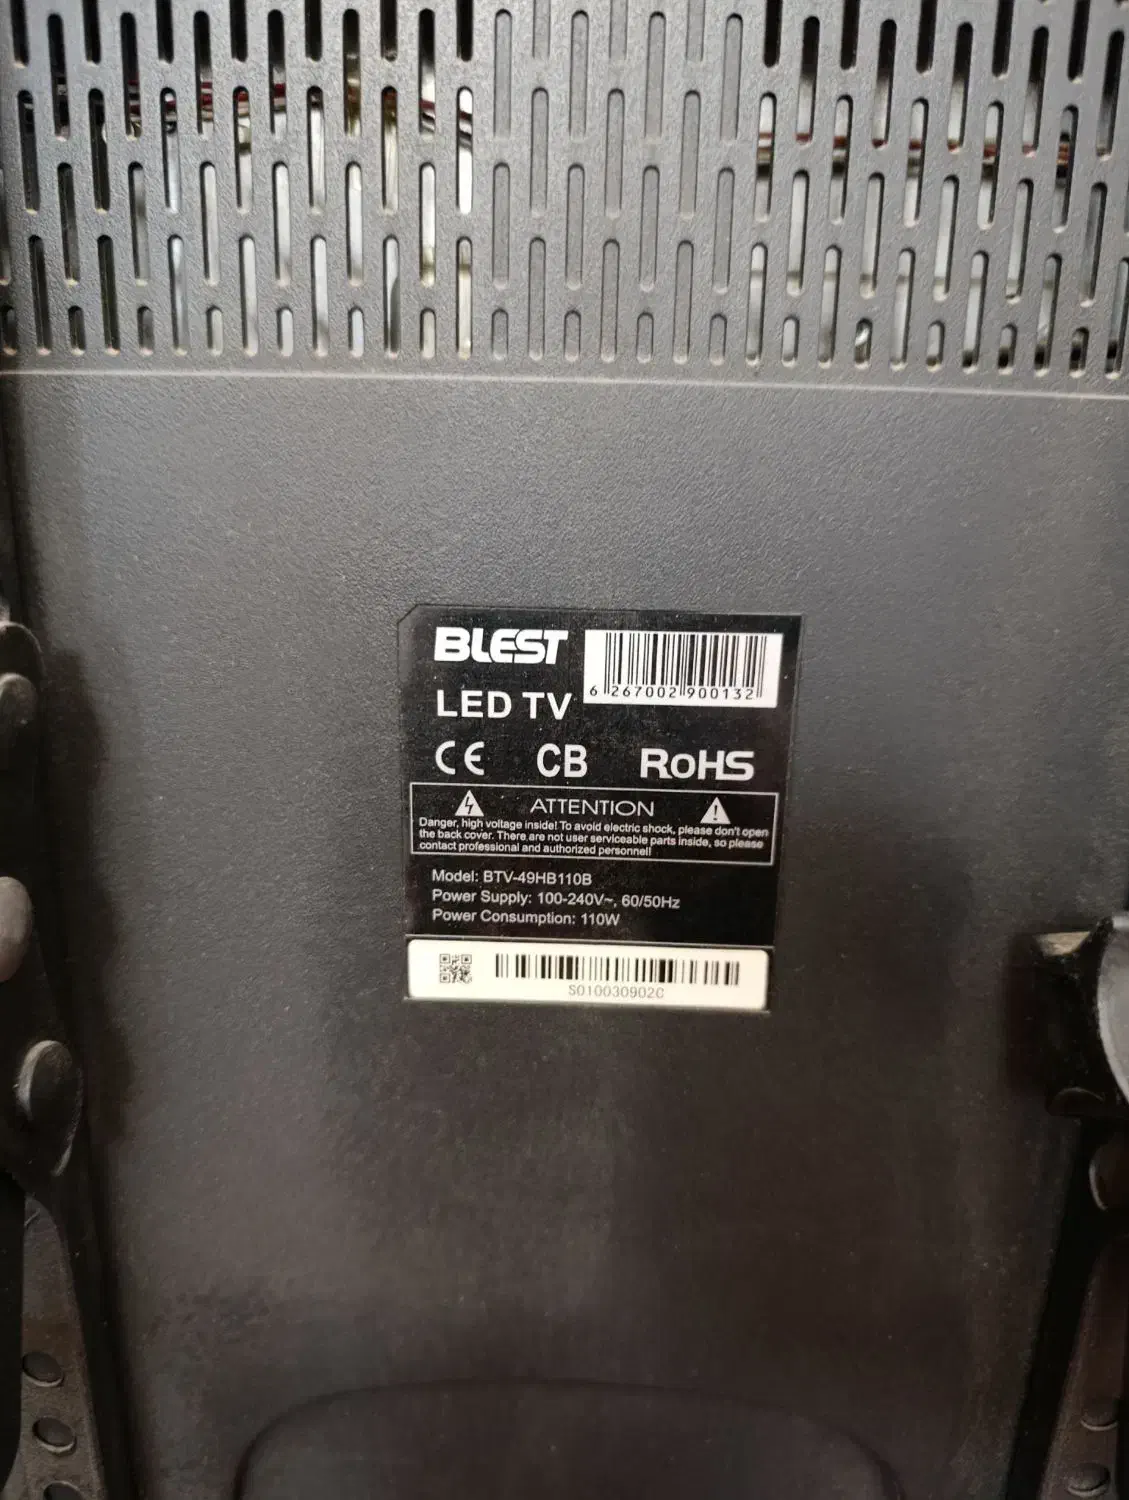 BLEST
6 267002 900132
LED TV
CE CB RoHS
ATTENTION
Danger, high voltage inside! To avoid electric shock, please don't open
the back cover. There are not user serviceable parts inside, so please
contact professional and authorized personnel!
Model: BTV-49HB110B
Power Supply: 100-240V~, 60/50Hz
Power Consumption: 110W
S010030902C